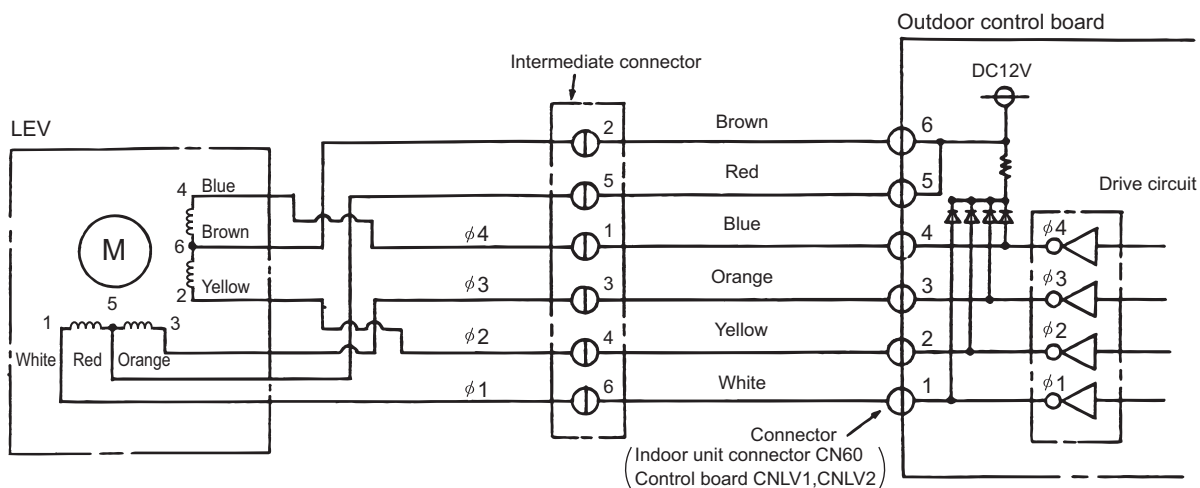 Outdoor control board
Intermediate connector
DC12V
LEV
2 Brown 6
4 Blue
5 Red 5
Drive circuit
Brown
6
M
φ4 1 Blue 4 φ4
Yellow
2
φ3 3 Orange 3 φ3
5
1 3
φ2 4 Yellow 2 φ2
White Red Orange
φ1 6 White 1 φ1
Connector
(Indoor unit connector CN60
Control board CNLV1,CNLV2)